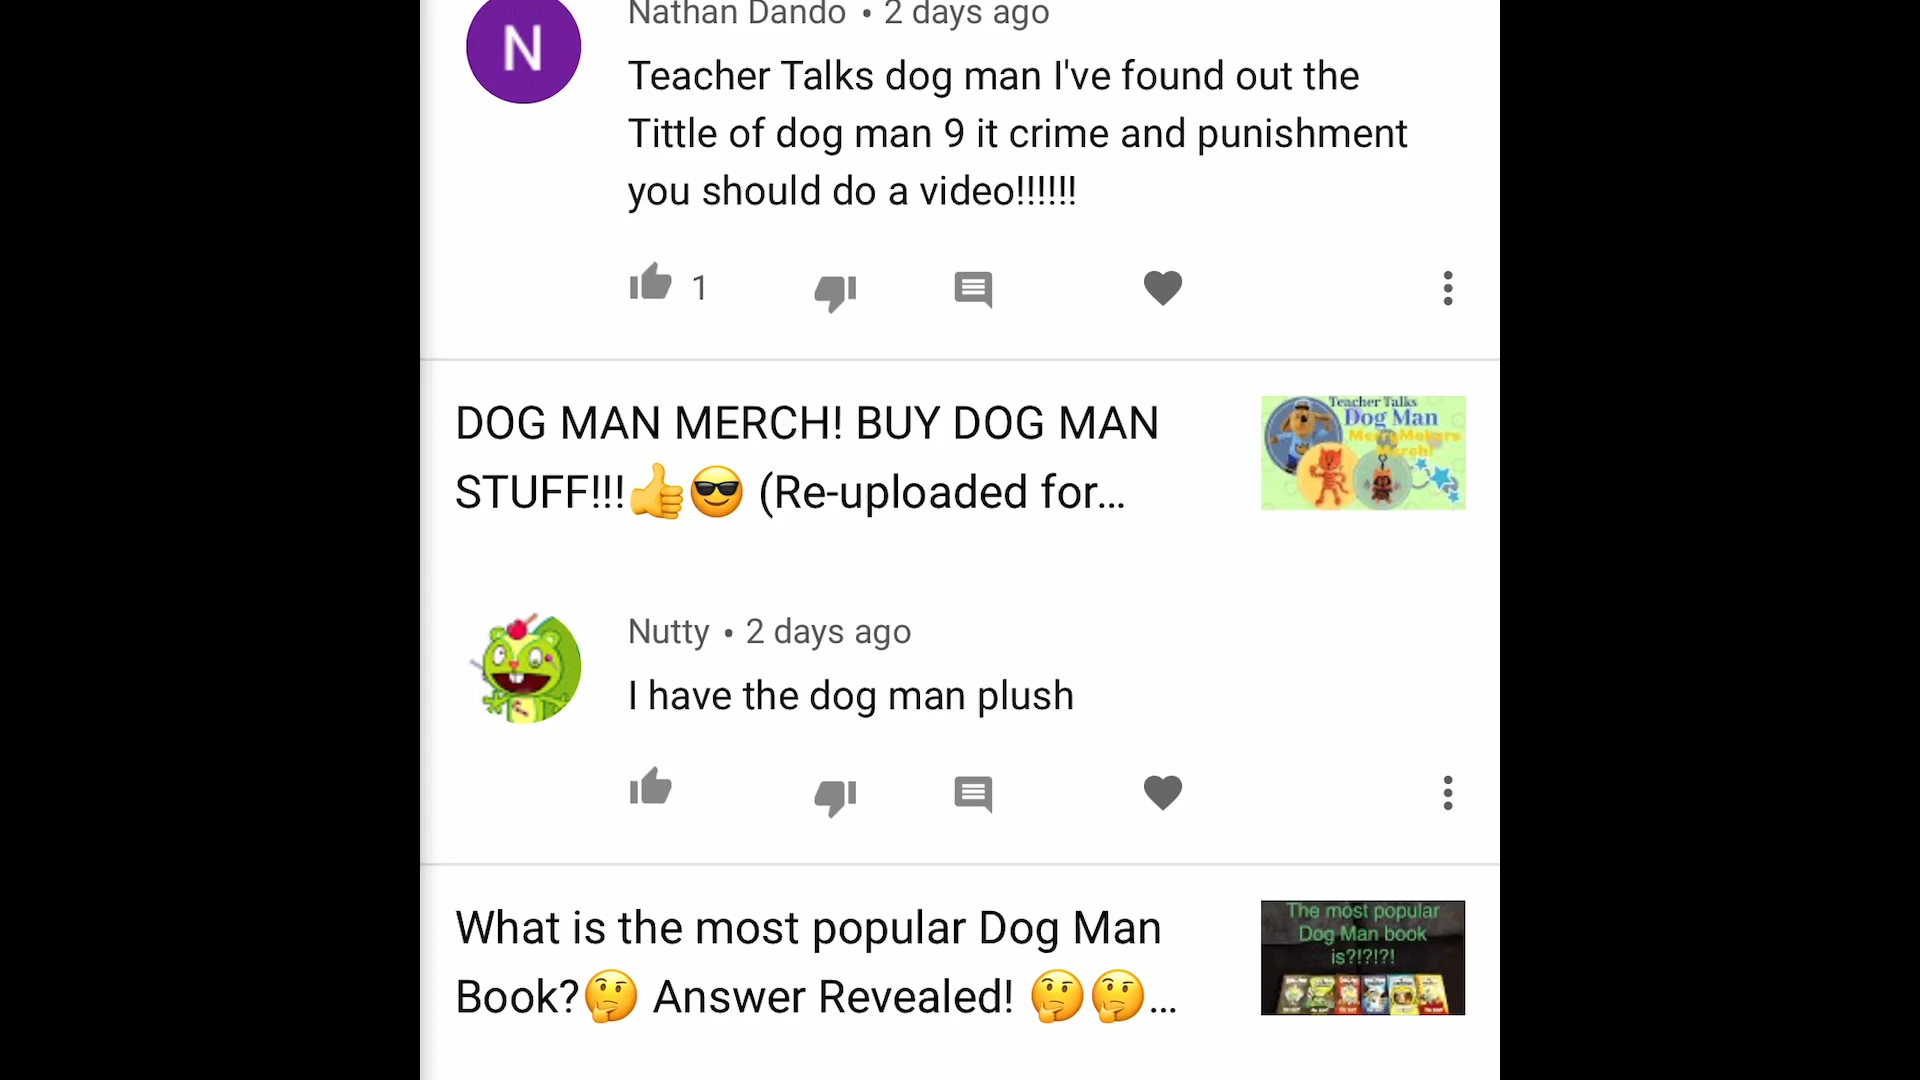 N
Nathan Dando • 2 days ago
Teacher Talks dog man I've found out the
Tittle of dog man 9 it crime and punishment
you should do a video!!!!!!
1
DOG MAN MERCH! BUY DOG MAN
STUFF!!!👍😎 (Re-uploaded for...
Teacher Talks
Dog Man
MerryMakers
Merch!
Nutty • 2 days ago
I have the dog man plush
What is the most popular Dog Man
Book?🤔 Answer Revealed! 🤔🤔...
The most popular
Dog Man book
is?!?!?!